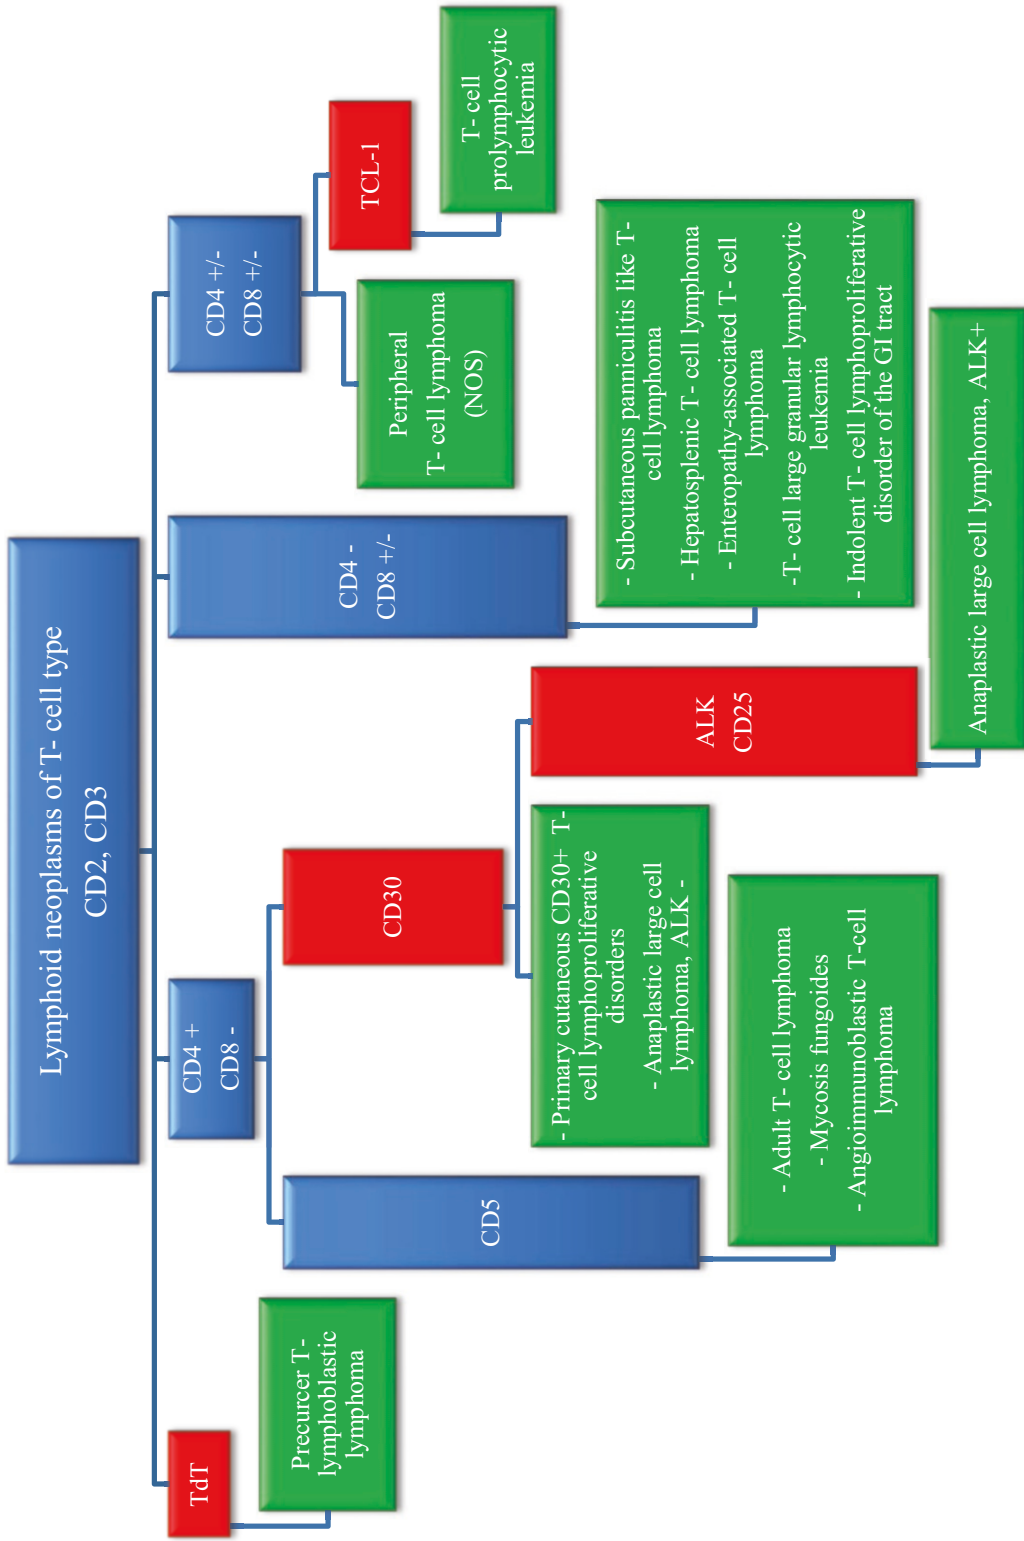 Lymphoid neoplasms of T- cell type
CD2, CD3
TdT
Precurcer T-
lymphoblastic
lymphoma
CD4 +
CD8 -
CD5
- Adult T- cell lymphoma
- Mycosis fungoides
- Angioimmunoblastic T-cell
lymphoma
CD30
- Primary cutaneous CD30+ T-
cell lymphoproliferative
disorders
- Anaplastic large cell
lymphoma, ALK -
ALK
CD25
Anaplastic large cell lymphoma, ALK+
CD4 -
CD8 +/-
- Subcutaneous panniculitis like T-
cell lymphoma
- Hepatosplenic T- cell lymphoma
- Enteropathy-associated T- cell
lymphoma
-T- cell large granular lymphocytic
leukemia
- Indolent T- cell lymphoproliferative
disorder of the GI tract
CD4 +/-
CD8 +/-
Peripheral
T- cell lymphoma
(NOS)
TCL-1
T- cell
prolymphocytic
leukemia